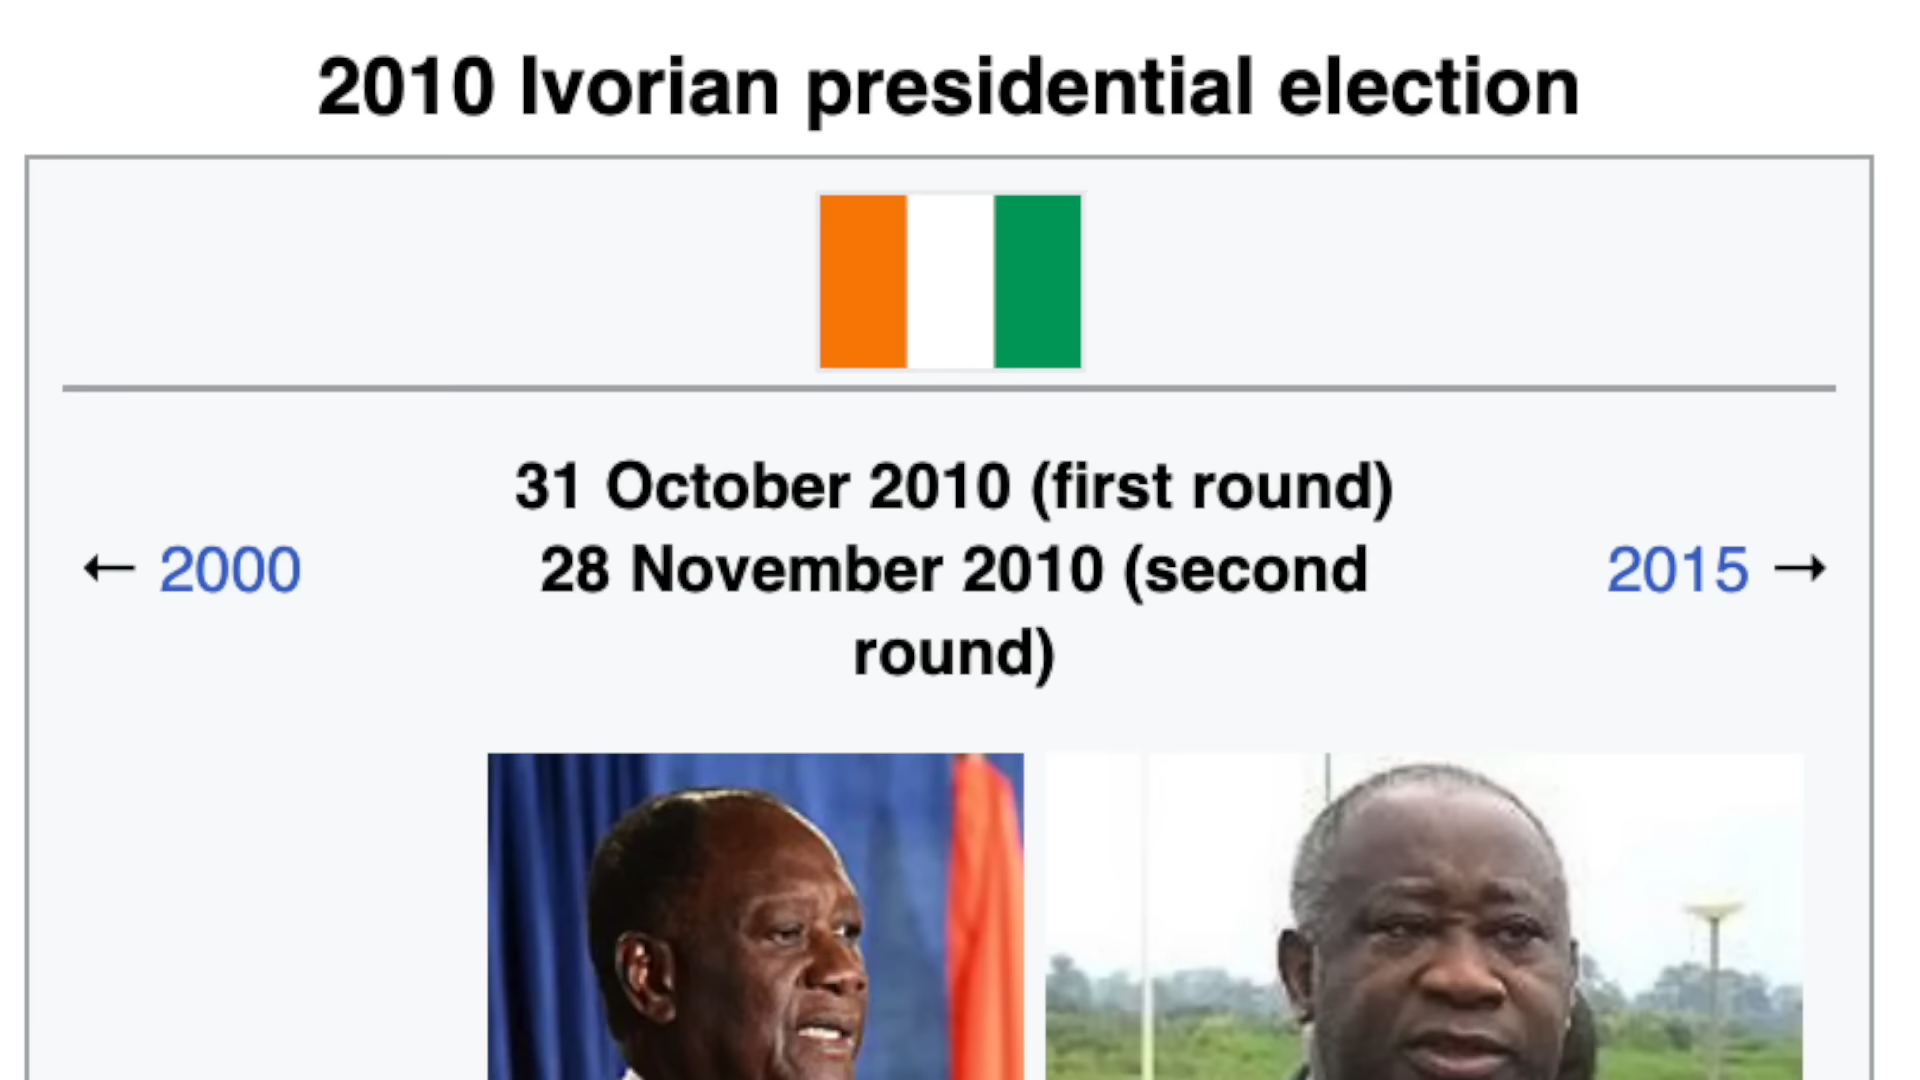 2010 Ivorian presidential election
31 October 2010 (first round)
← 2000
28 November 2010 (second
round)
2015 →